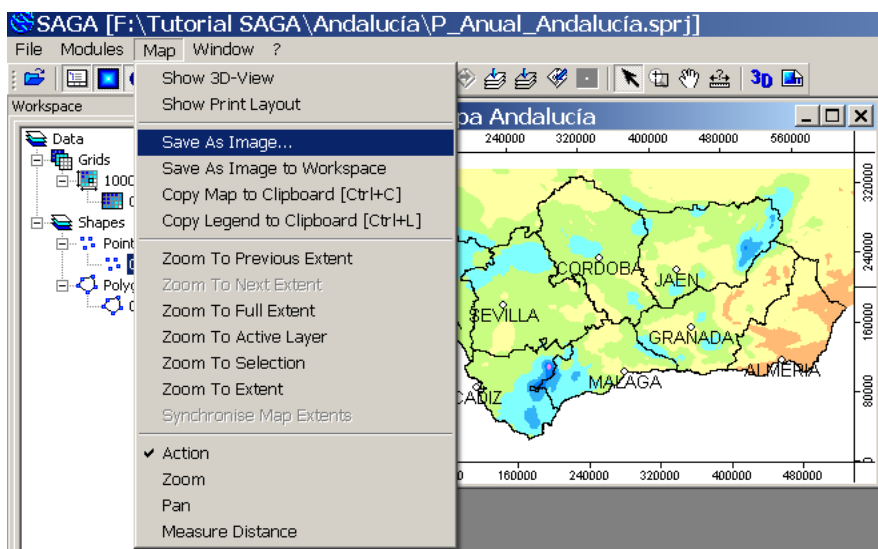 SAGA [F:\Tutorial SAGA\Andalucía\P_Anual_Andalucía.sprj]
File Modules Map Window ?
3D
Workspace
Data
Grids
1000
Shapes
Point
Polyg
Show 3D-View
Show Print Layout
Save As Image...
Save As Image to Workspace
Copy Map to Clipboard [Ctrl+C]
Copy Legend to Clipboard [Ctrl+L]
Zoom To Previous Extent
Zoom To Next Extent
Zoom To Full Extent
Zoom To Active Layer
Zoom To Selection
Zoom To Extent
Synchronise Map Extents
Action
Zoom
Pan
Measure Distance
pa Andalucía
240000 320000 400000 480000 560000
320000
240000
160000
80000
0
CORDOBA
JAEN
SEVILLA
GRANADA
ALMERIA
MALAGA
CADIZ
0 160000 240000 320000 400000 480000